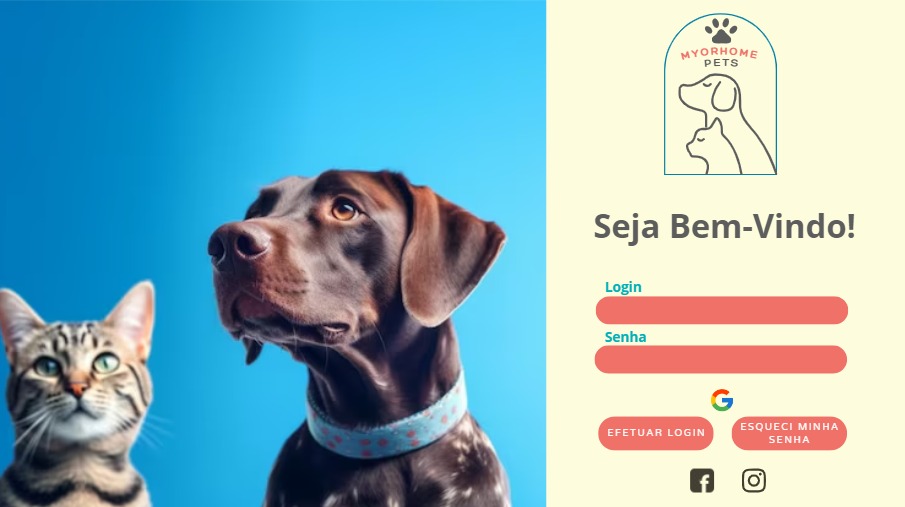 MYORHOME
PETS
Seja Bem-Vindo!
Login
Senha
EFETUAR LOGIN
ESQUECI MINHA
SENHA